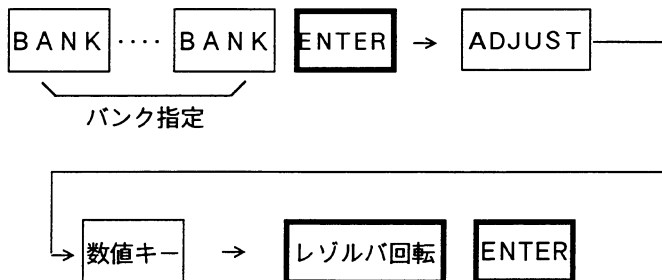 BANK ‥‥ BANK ENTER → ADJUST
バンク指定
→ 数値キー → レゾルバ回転 ENTER